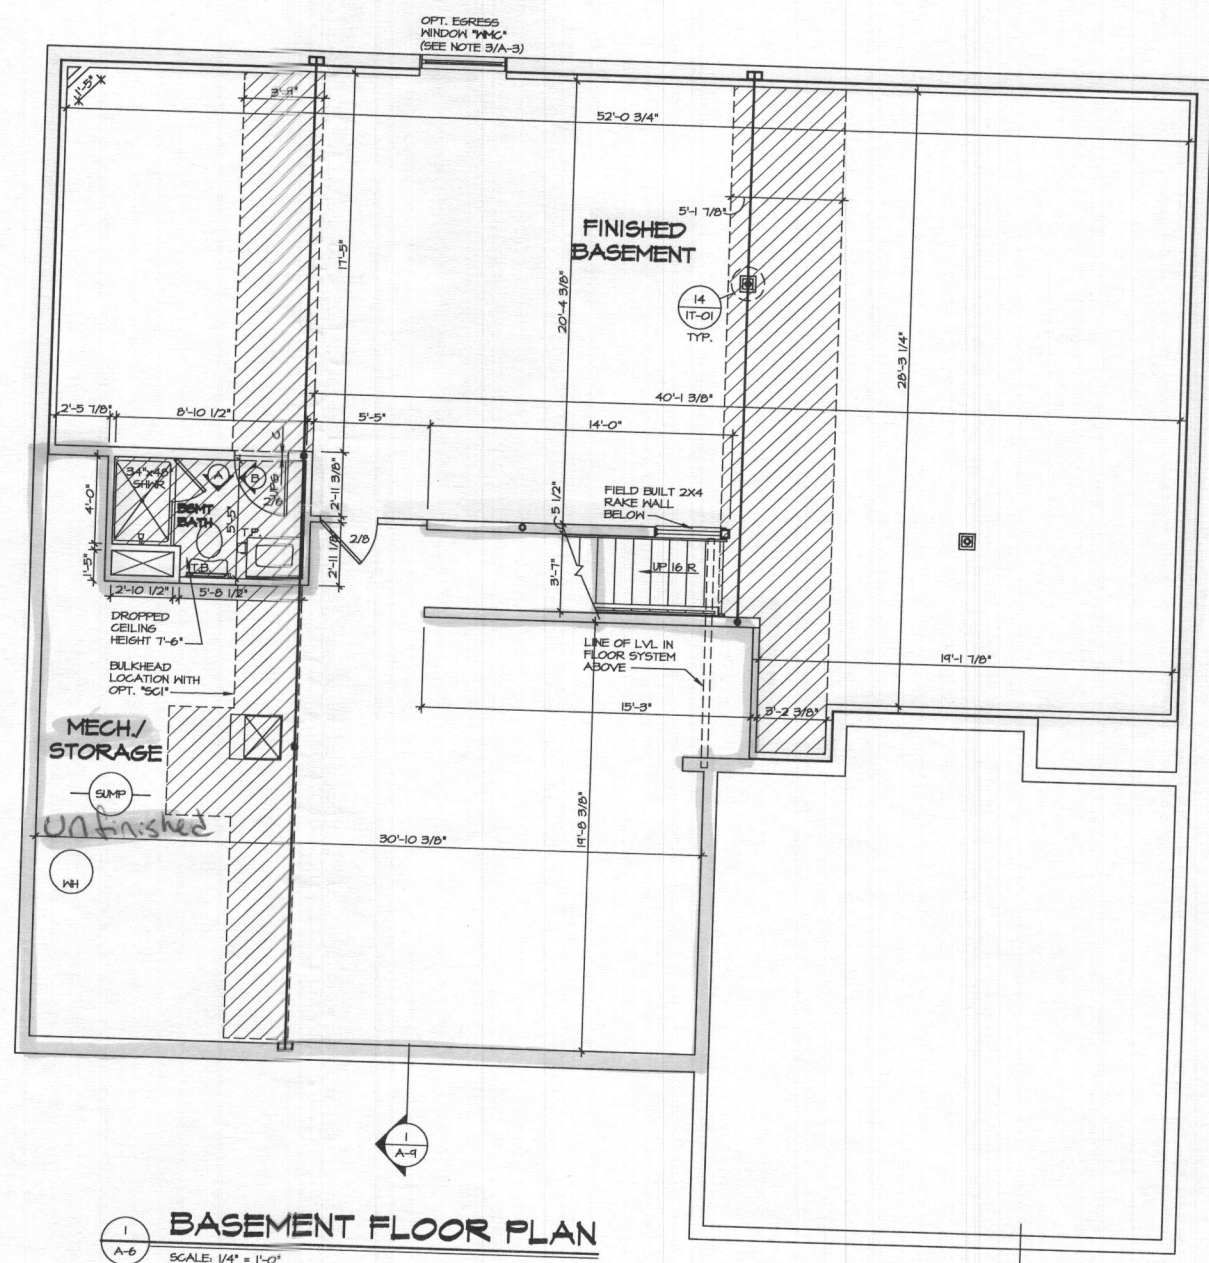 OPT. EGRESS
WINDOW "WMC"
(SEE NOTE 3/A-3)
1'-5"
3'-11"
52'-0 3/4"
5'-1 7/8"
FINISHED
BASEMENT
17'-5"
20'-4 3/8"
14
IT-01
TYP.
28'-3 1/4"
40'-1 3/8"
2'-5 7/8"
8'-10 1/2"
5'-5"
14'-0"
34"x48"
SHWR
A
B
2/6
BSMT
BATH
5'-5"
T.P.
T.B.
4'-0"
1'-5"
2'-11 3/8"
2'-11 1/8"
2/8
5 1/2"
3'-7"
FIELD BUILT 2X4
RAKE WALL
BELOW
UP 16 R
2'-10 1/2"
5'-8 1/2"
DROPPED
CEILING
HEIGHT 7'-6"
BULKHEAD
LOCATION WITH
OPT. "SC1"
LINE OF LVL IN
FLOOR SYSTEM
ABOVE
19'-1 7/8"
15'-3"
3'-2 3/8"
MECH./
STORAGE
SUMP
Unfinished
30'-10 3/8"
19'-8 3/8"
WH
1
A-9
1
A-6
BASEMENT FLOOR PLAN
SCALE: 1/4" = 1'-0"